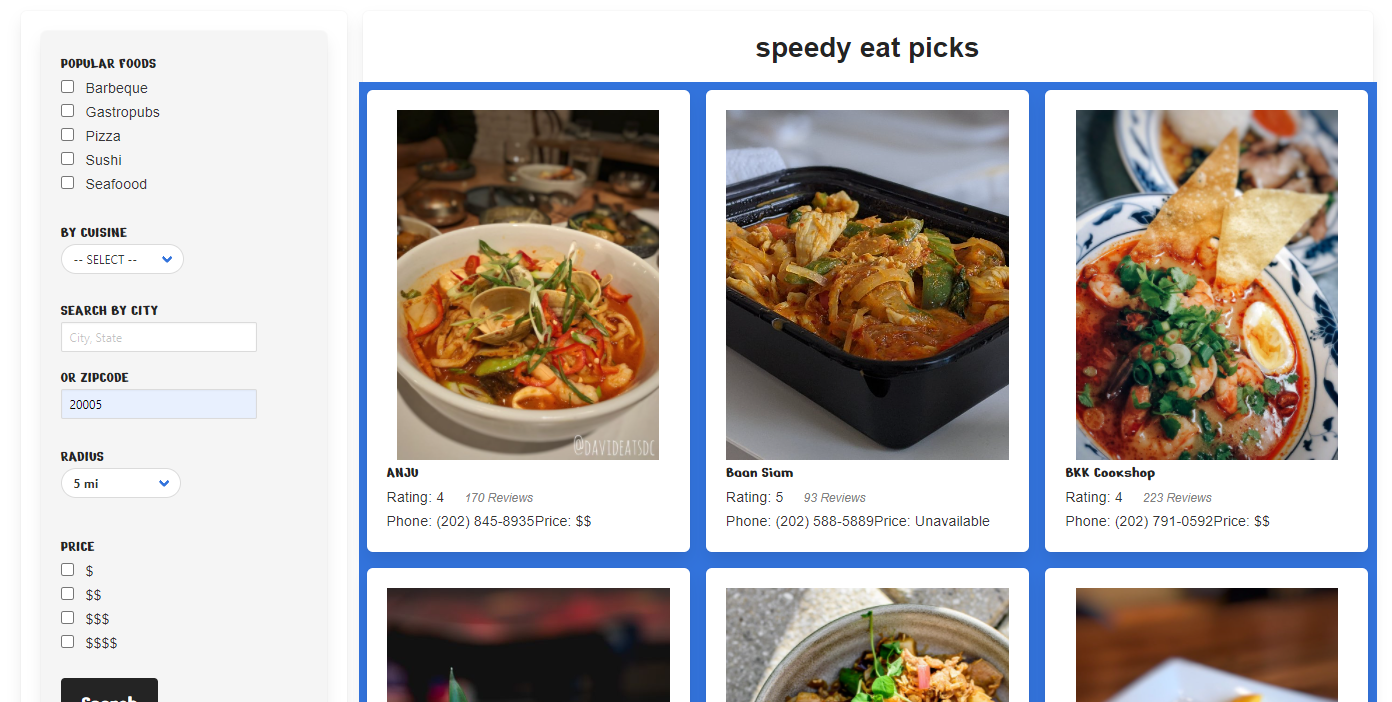 POPULAR FOODS
Barbeque
Gastropubs
Pizza
Sushi
Seafoood
BY CUISINE
-- SELECT --
SEARCH BY CITY
City, State
OR ZIPCODE
20005
RADIUS
5 mi
PRICE
$
$$
$$$
$$$$
Search
speedy eat picks
@DAVIDEATSDC
ANJU
Rating: 4 170 Reviews
Phone: (202) 845-8935Price: $$
Baan Siam
Rating: 5 93 Reviews
Phone: (202) 588-5889Price: Unavailable
BKK Cookshop
Rating: 4 223 Reviews
Phone: (202) 791-0592Price: $$